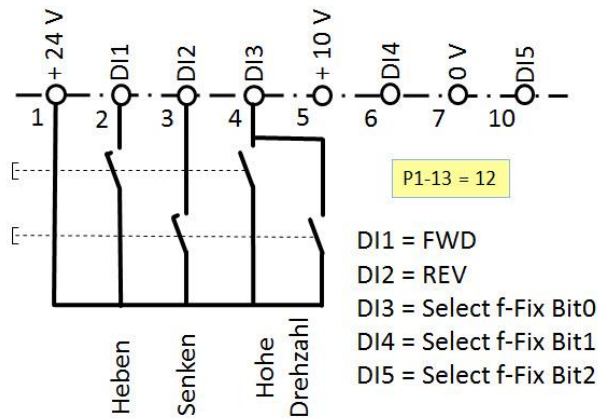 + 24 V
DI1
DI2
DI3
+ 10 V
DI4
0 V
DI5
1
2
3
4
5
6
7
10
P1-13 = 12
DI1 = FWD
DI2 = REV
DI3 = Select f-Fix Bit0
DI4 = Select f-Fix Bit1
DI5 = Select f-Fix Bit2
Heben
Senken
Hohe
Drehzahl